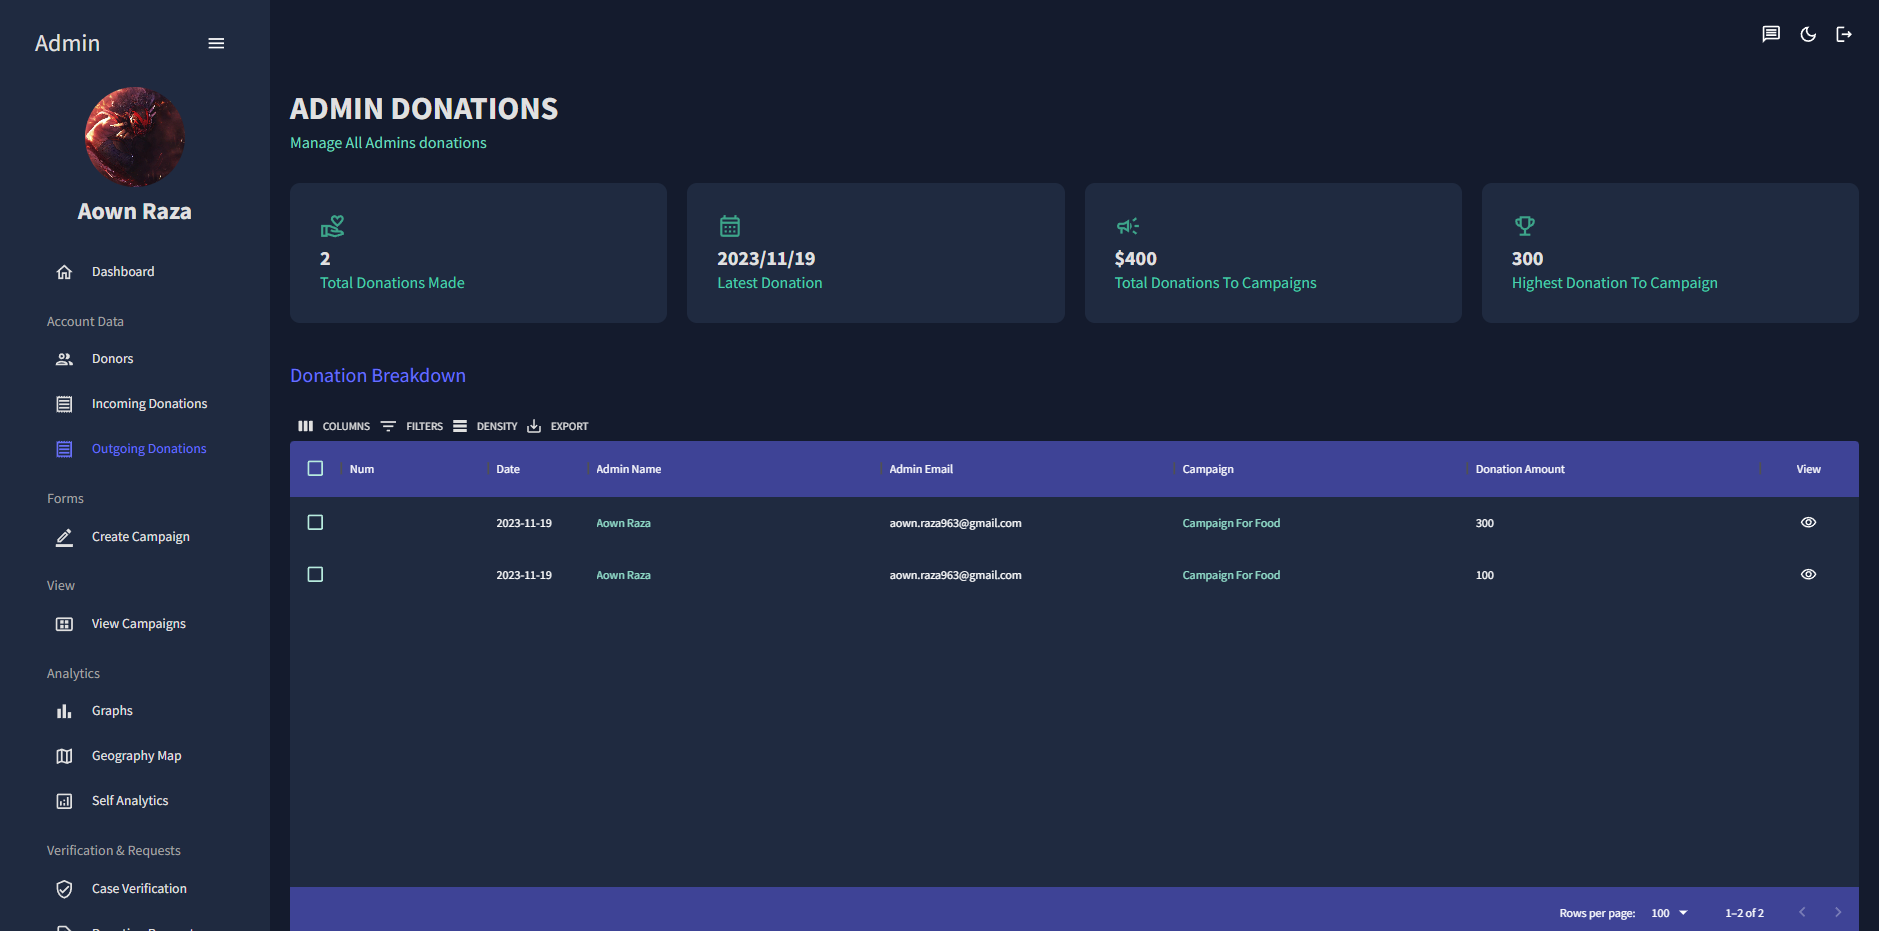 Admin
Aown Raza
Dashboard
Account Data
Donors
Incoming Donations
Outgoing Donations
Forms
Create Campaign
View
View Campaigns
Analytics
Graphs
Geography Map
Self Analytics
Verification & Requests
Case Verification
ADMIN DONATIONS
Manage All Admins donations
2
Total Donations Made
2023/11/19
Latest Donation
$400
Total Donations To Campaigns
300
Highest Donation To Campaign
Donation Breakdown
COLUMNS FILTERS DENSITY EXPORT
Num Date Admin Name Admin Email Campaign Donation Amount View
2023-11-19 Aown Raza aown.raza963@gmail.com Campaign For Food 300
2023-11-19 Aown Raza aown.raza963@gmail.com Campaign For Food 100
Rows per page: 100 1–2 of 2